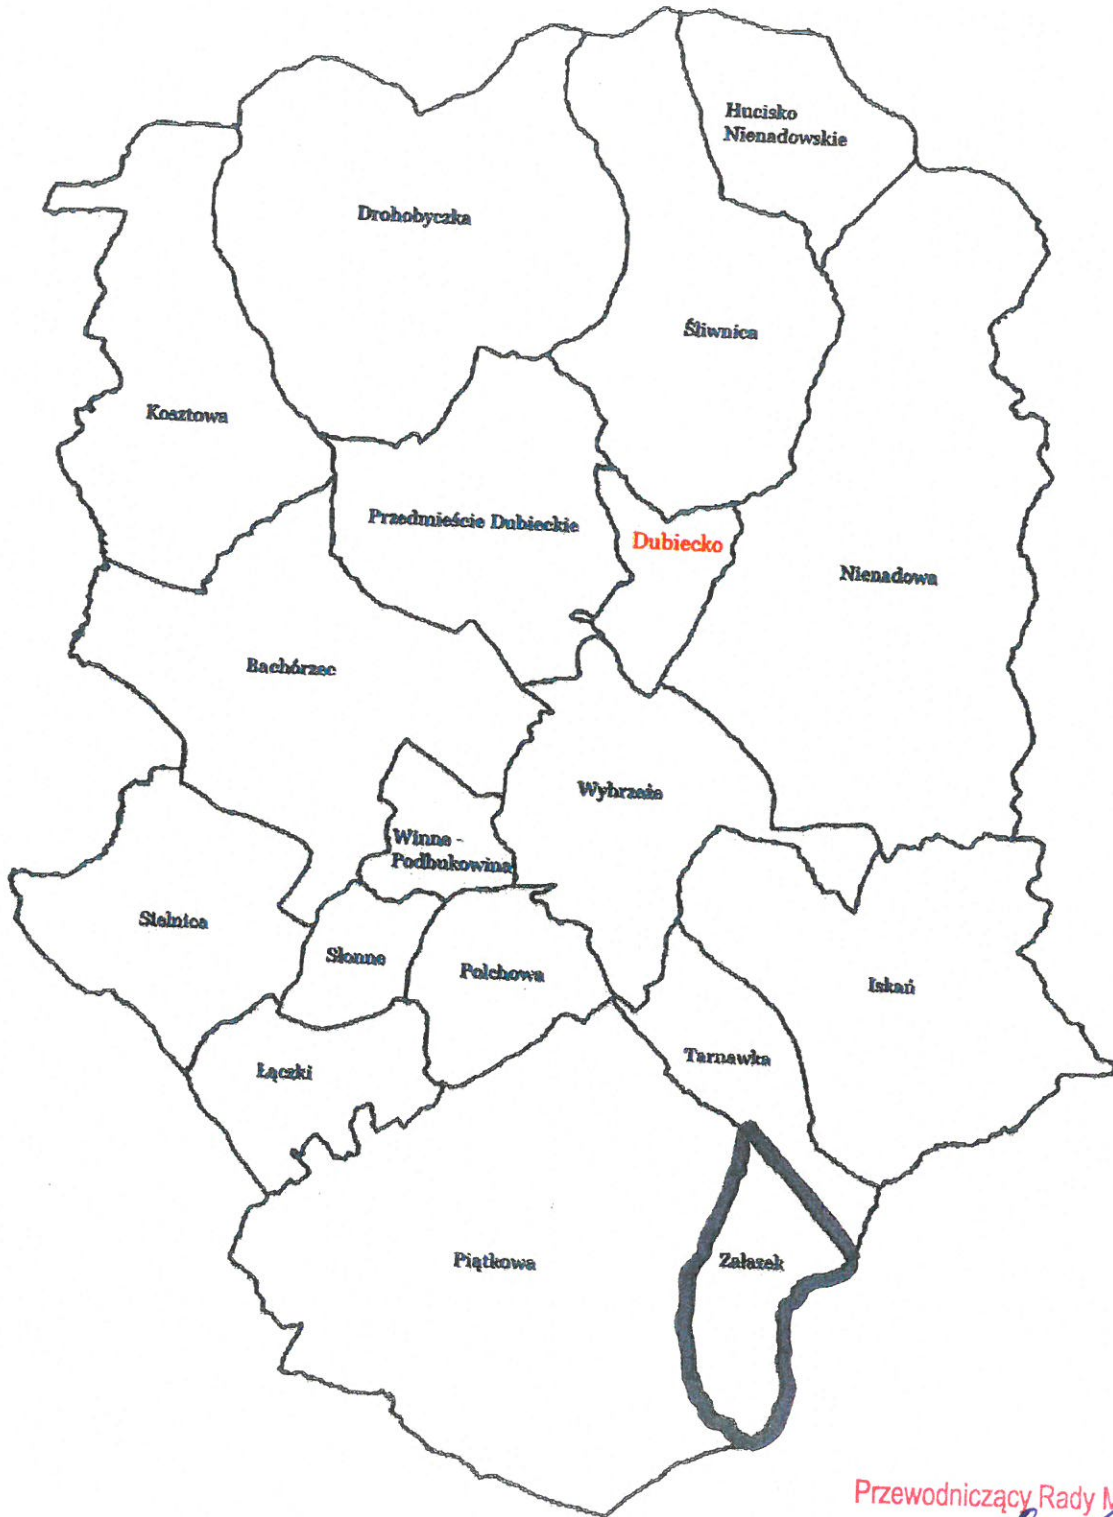 Hucisko
Nienadowskie
Drohobyczka
Śliwnica
Kosztowa
Przedmieście Dubieckie
Dubiecko
Nienadowa
Bachórzec
Wybrzeże
Winne -
Podbukowina
Sielnica
Słonne
Polchowa
Iskań
Tarnawka
Łączki
Piątkowa
Załazek
Przewodniczący Rady M